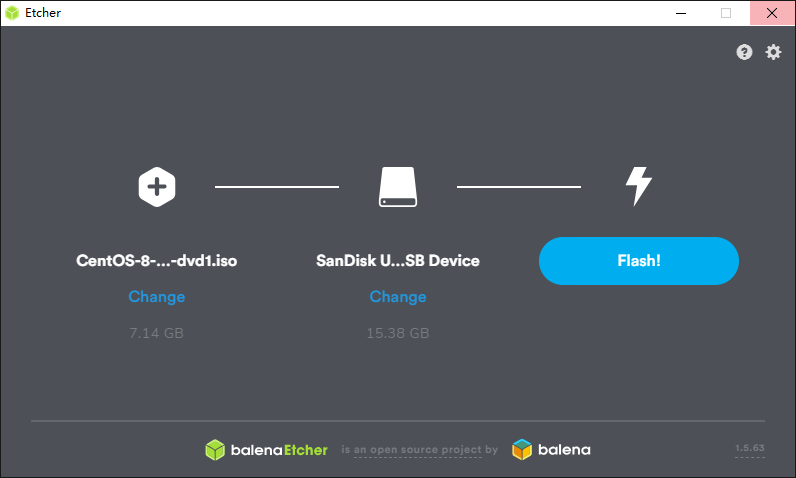 Etcher
CentOS-8-...-dvd1.iso
Change
7.14 GB
SanDisk U...SB Device
Change
15.38 GB
Flash!
balenaEtcher is an open source project by balena
1.5.63